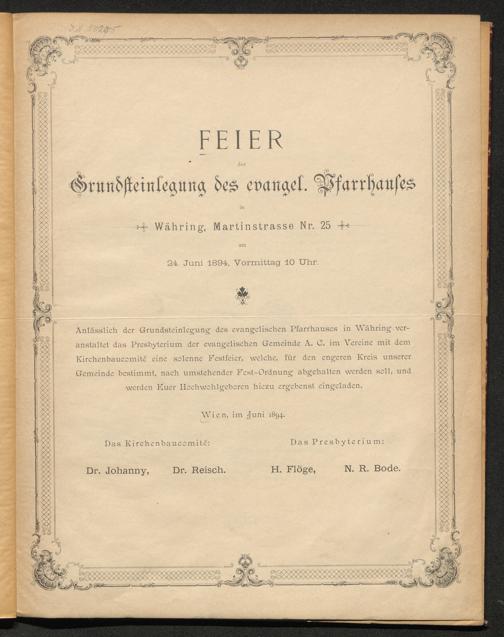 FEIER
der
Grundsteinlegung des evangel. Pfarrhauses
in
Währing, Martinstrasse Nr. 25
am
24. Juni 1894, Vormittag 10 Uhr.
Anlässlich der Grundsteinlegung des evangelischen Pfarrhauses in Währing ver-
anstaltet das Presbyterium der evangelischen Gemeinde A. C. im Vereine mit dem
Kirchenbaucomité eine solenne Festfeier, welche, für den engeren Kreis unserer
Gemeinde bestimmt, nach umstehender Fest-Ordnung abgehalten werden soll, und
werden Euer Hochwohlgeboren hiezu ergebenst eingeladen.
Wien, im Juni 1894.
Das Kirchenbaucomité: Das Presbyterium:
Dr. Johanny, Dr. Reisch. H. Flöge, N. R. Bode.